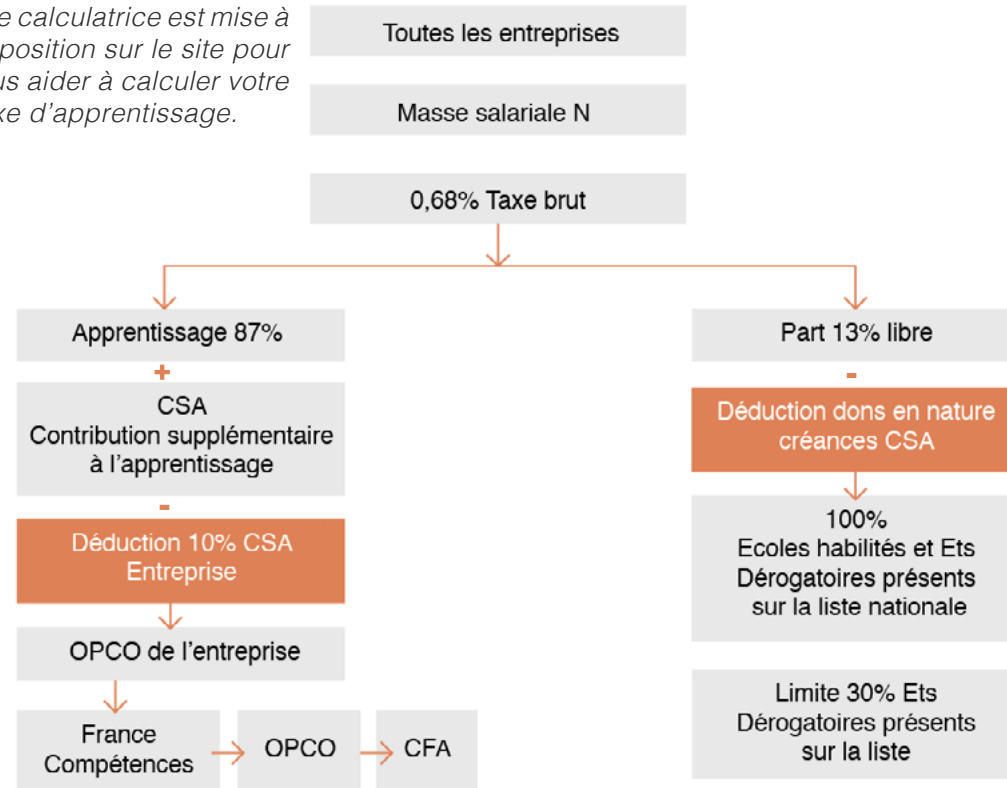 e calculatrice est mise à
position sur le site pour
us aider à calculer votre
xe d'apprentissage.
Toutes les entreprises
Masse salariale N
0,68% Taxe brut
Apprentissage 87%
+
CSA
Contribution supplémentaire
à l'apprentissage
-
Déduction 10% CSA
Entreprise
OPCO de l'entreprise
France
Compétences
OPCO
CFA
Part 13% libre
-
Déduction dons en nature
créances CSA
100%
Ecoles habilités et Ets
Dérogatoires présents
sur la liste nationale
Limite 30% Ets
Dérogatoires présents
sur la liste